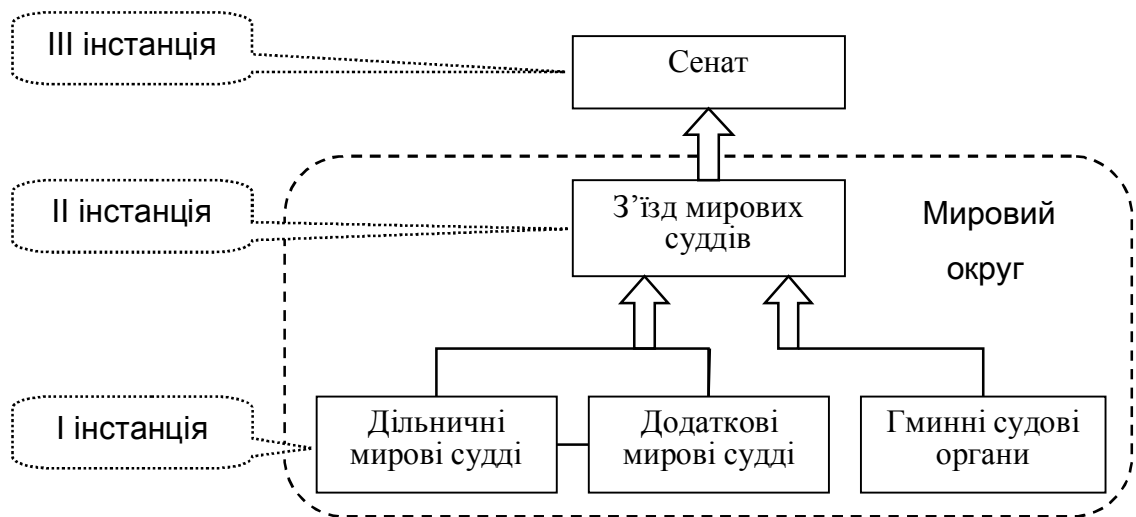 ІІІ інстанція
Сенат
ІІ інстанція
З’їзд мирових
суддів
Мировий
округ
І інстанція
Дільничні
мирові судді
Додаткові
мирові судді
Гминні судові
органи